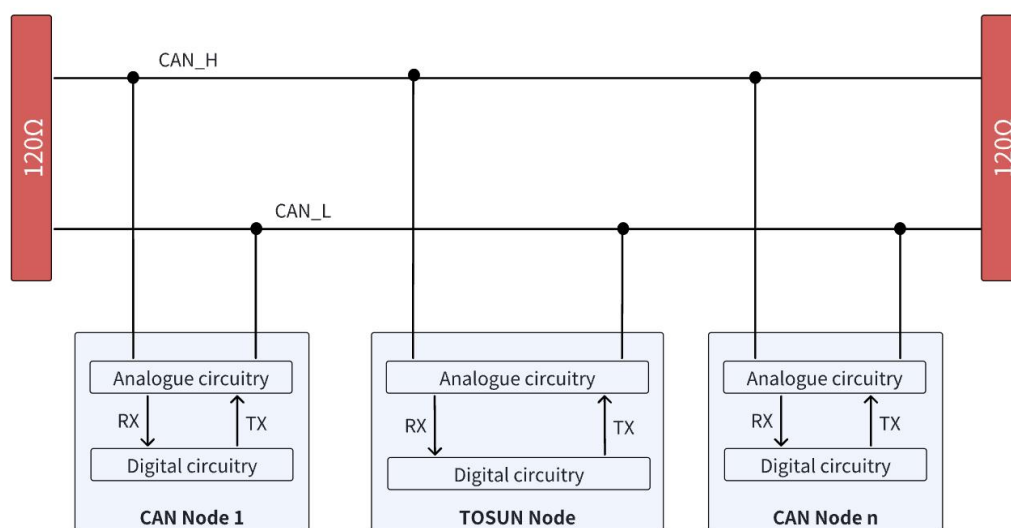 CAN_H
120Ω
120Ω
CAN_L
Analogue circuitry
RX
TX
Digital circuitry
CAN Node 1
Analogue circuitry
RX
TX
Digital circuitry
TOSUN Node
Analogue circuitry
RX
TX
Digital circuitry
CAN Node n